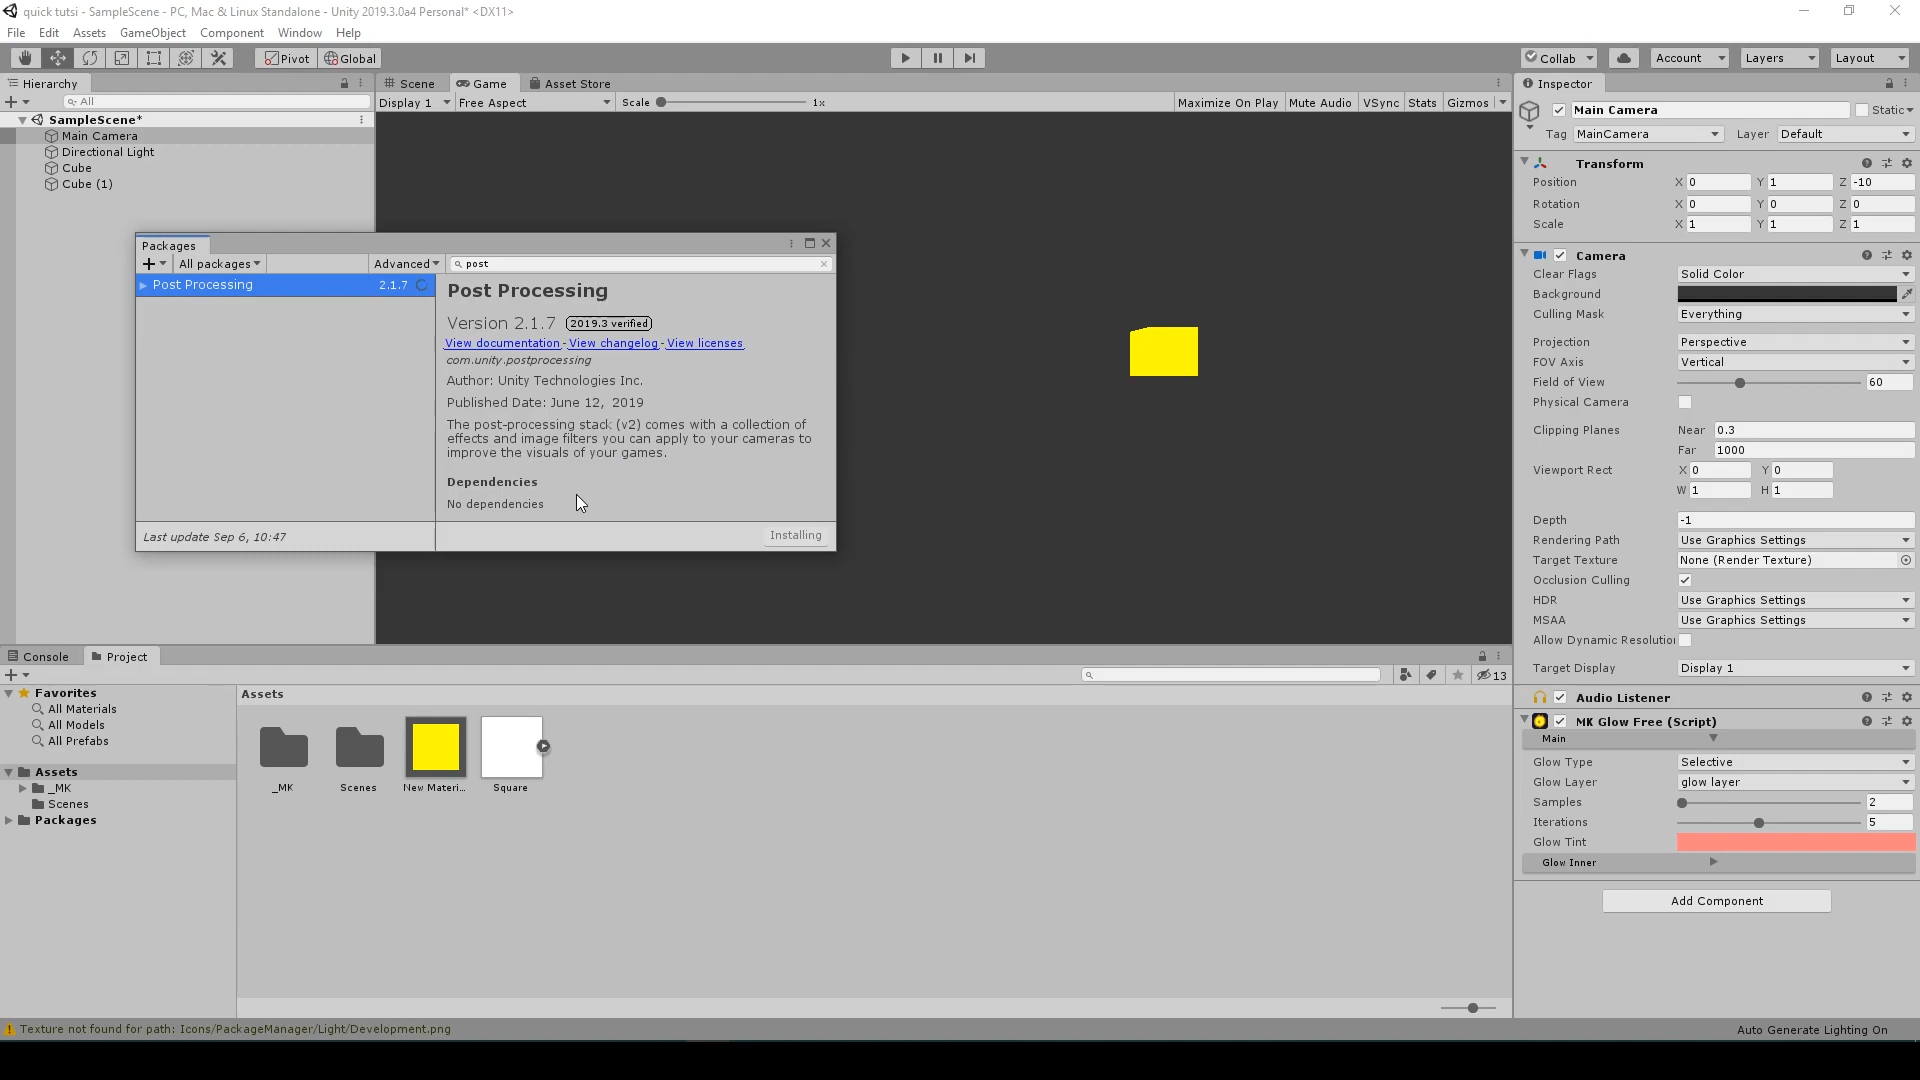 quick tutsi - SampleScene - PC, Mac & Linux Standalone - Unity 2019.3.0a4 Personal* <DX11>
File Edit Assets GameObject Component Window Help
Pivot Global Collab Account Layers Layout
Hierarchy
All
SampleScene*
Main Camera
Directional Light
Cube
Cube (1)
Scene Game Asset Store
Display 1 Free Aspect Scale 1x Maximize On Play Mute Audio VSync Stats Gizmos
Packages
All packages Advanced post
Post Processing 2.1.7
Last update Sep 6, 10:47
Post Processing
Version 2.1.7 2019.3 verified
View documentation - View changelog - View licenses
com.unity.postprocessing
Author: Unity Technologies Inc.
Published Date: June 12, 2019
The post-processing stack (v2) comes with a collection of
effects and image filters you can apply to your cameras to
improve the visuals of your games.
Dependencies
No dependencies
Installing
Console Project
13
Favorites
All Materials
All Models
All Prefabs
Assets
_MK
Scenes
Packages
Assets
_MK Scenes New Materi... Square
Inspector
Main Camera Static
Tag MainCamera Layer Default
Transform
Position X 0 Y 1 Z -10
Rotation X 0 Y 0 Z 0
Scale X 1 Y 1 Z 1
Camera
Clear Flags Solid Color
Background
Culling Mask Everything
Projection Perspective
FOV Axis Vertical
Field of View 60
Physical Camera
Clipping Planes Near 0.3
Far 1000
Viewport Rect X 0 Y 0
W 1 H 1
Depth -1
Rendering Path Use Graphics Settings
Target Texture None (Render Texture)
Occlusion Culling
HDR Use Graphics Settings
MSAA Use Graphics Settings
Allow Dynamic Resolutio
Target Display Display 1
Audio Listener
MK Glow Free (Script)
Main
Glow Type Selective
Glow Layer glow layer
Samples 2
Iterations 5
Glow Tint
Glow Inner
Add Component
Texture not found for path: Icons/PackageManager/Light/Development.png
Auto Generate Lighting On